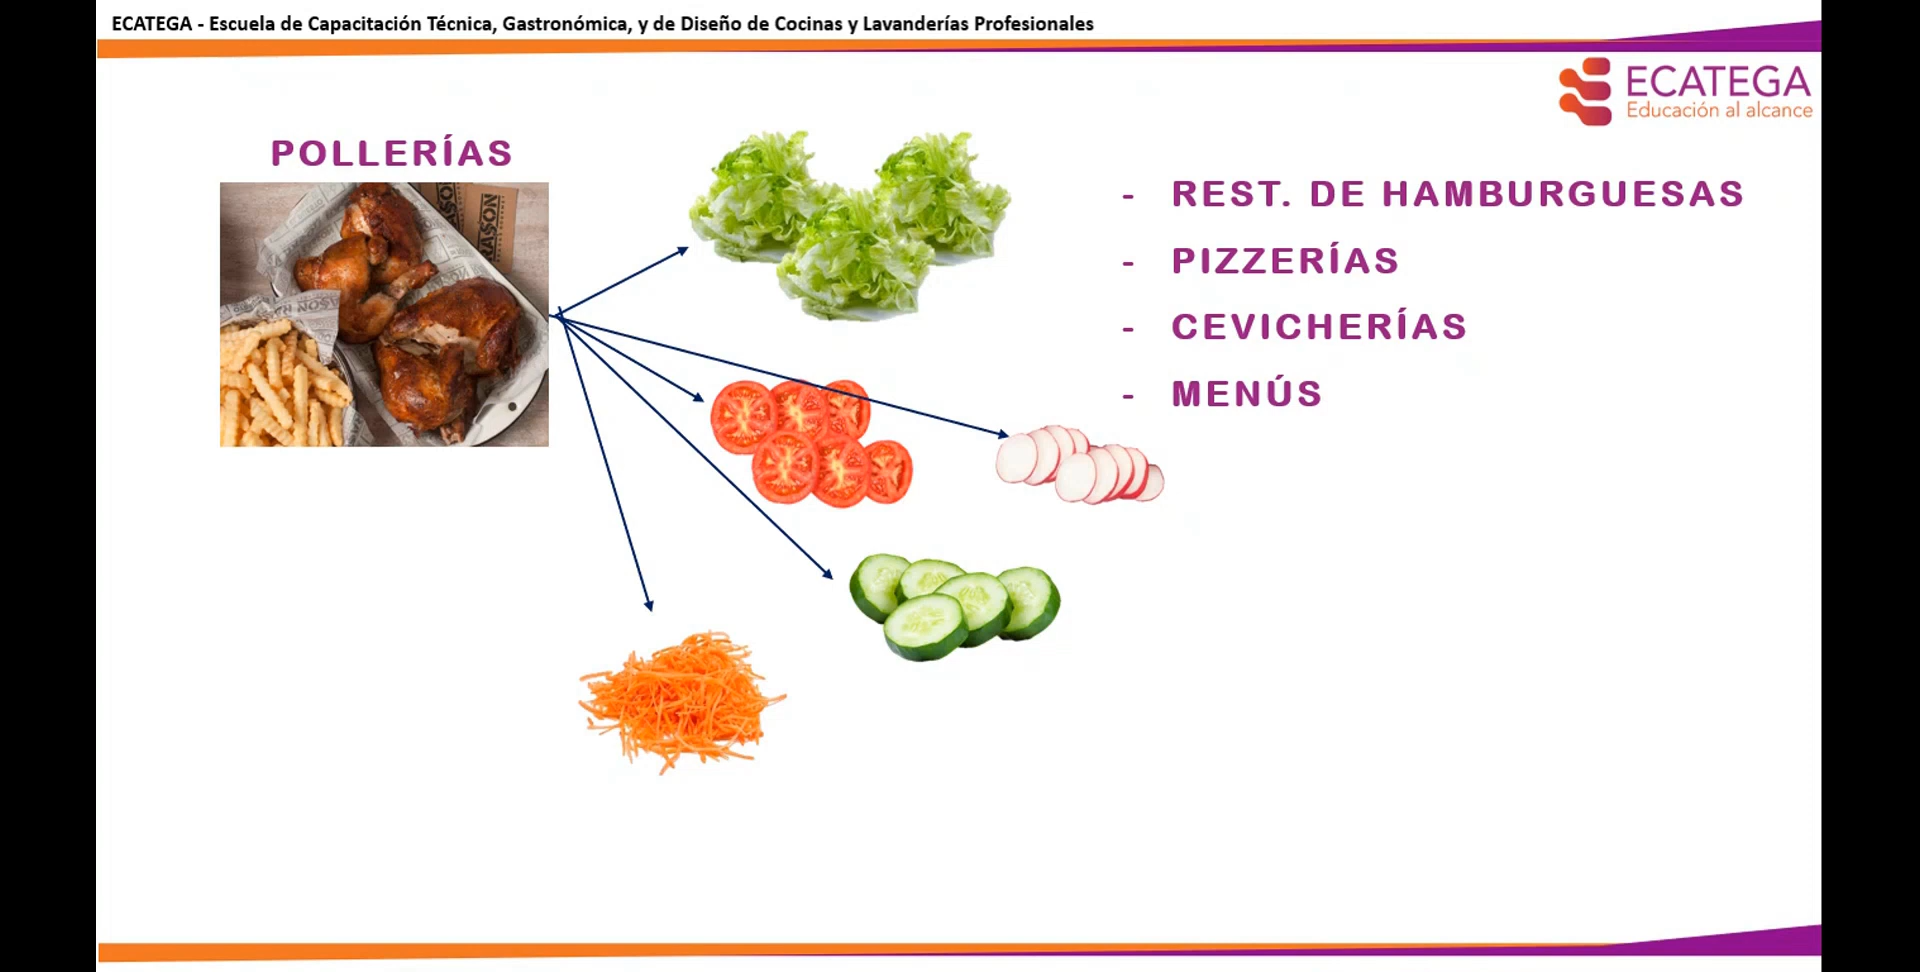 ECATEGA - Escuela de Capacitación Técnica, Gastronómica, y de Diseño de Cocinas y Lavanderías Profesionales
ECATEGA
Educación al alcance
POLLERÍAS
- REST. DE HAMBURGUESAS
- PIZZERÍAS
- CEVICHERÍAS
- MENÚS